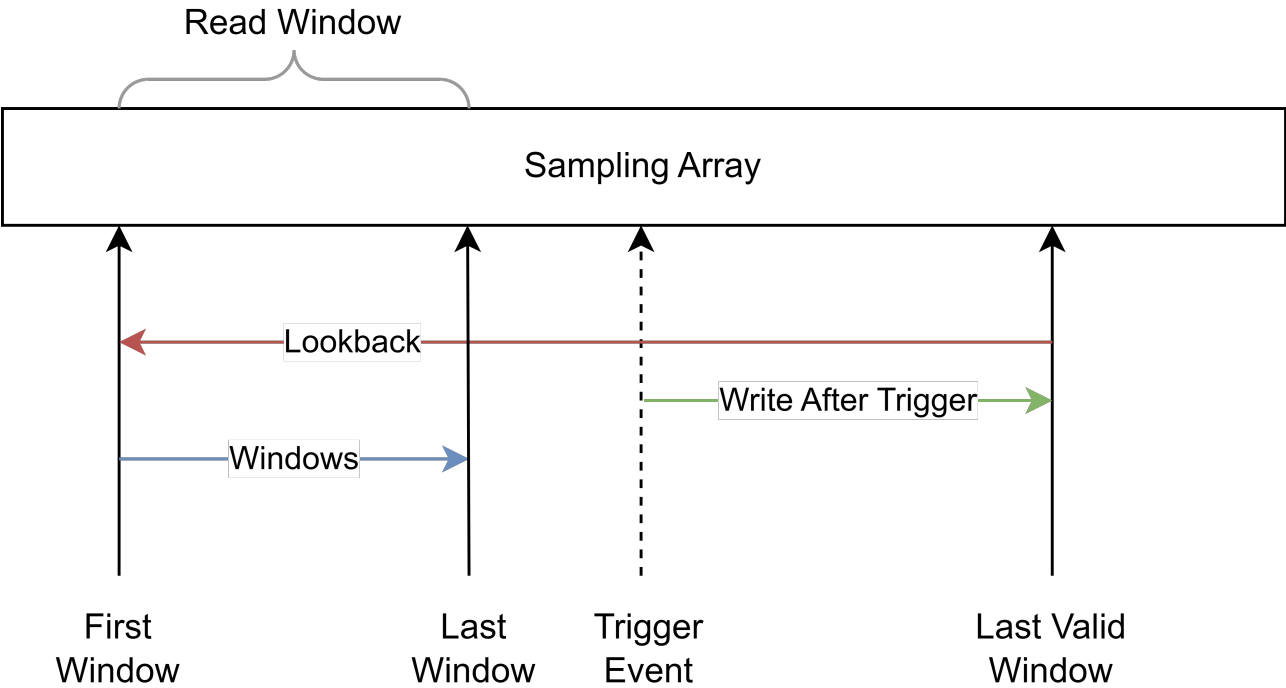 Read Window
Sampling Array
Lookback
Write After Trigger
Windows
First
Window
Last
Window
Trigger
Event
Last Valid
Window